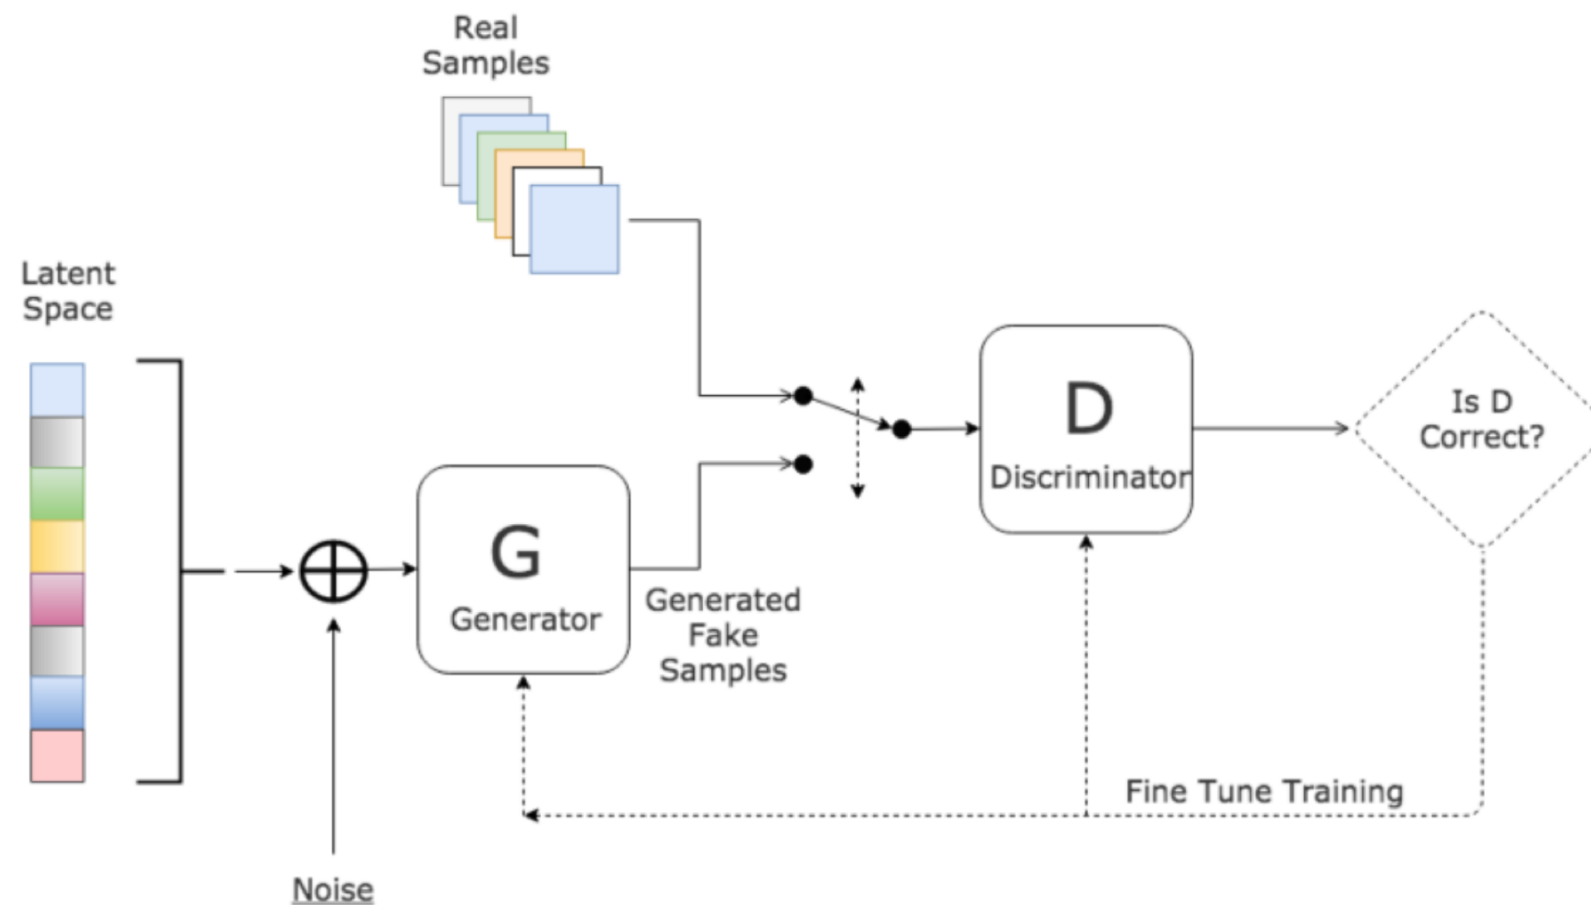 Real
Samples
Latent
Space
Is D
Correct?
D
Discriminator
G
Generator
Generated
Fake
Samples
Fine Tune Training
Noise